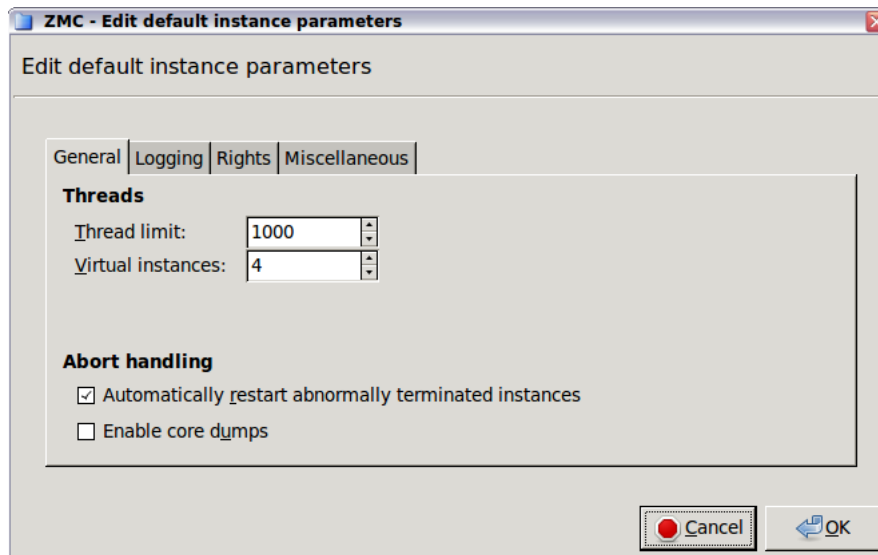 ZMC - Edit default instance parameters
Edit default instance parameters
General Logging Rights Miscellaneous
Threads
Thread limit: 1000
Virtual instances: 4
Abort handling
Automatically restart abnormally terminated instances
Enable core dumps
Cancel OK